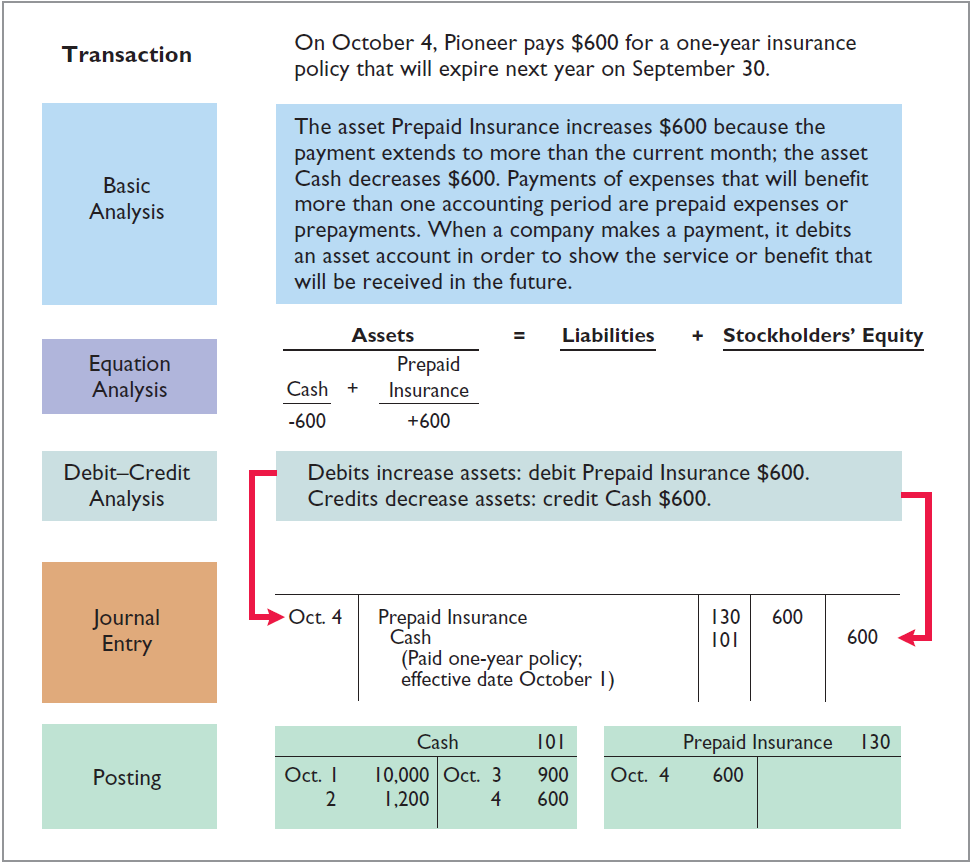 Transaction
On October 4, Pioneer pays $600 for a one-year insurance
policy that will expire next year on September 30.
Basic
Analysis
The asset Prepaid Insurance increases $600 because the
payment extends to more than the current month; the asset
Cash decreases $600. Payments of expenses that will benefit
more than one accounting period are prepaid expenses or
prepayments. When a company makes a payment, it debits
an asset account in order to show the service or benefit that
will be received in the future.
Equation
Analysis
Assets = Liabilities + Stockholders’ Equity
Prepaid
Cash + Insurance
-600 +600
Debit–Credit
Analysis
Debits increase assets: debit Prepaid Insurance $600.
Credits decrease assets: credit Cash $600.
Journal
Entry
Oct. 4 Prepaid Insurance 130 600
Cash 101 600
(Paid one-year policy;
effective date October 1)
Posting
Cash 101
Oct. 1 10,000 Oct. 3 900
2 1,200 4 600
Prepaid Insurance 130
Oct. 4 600